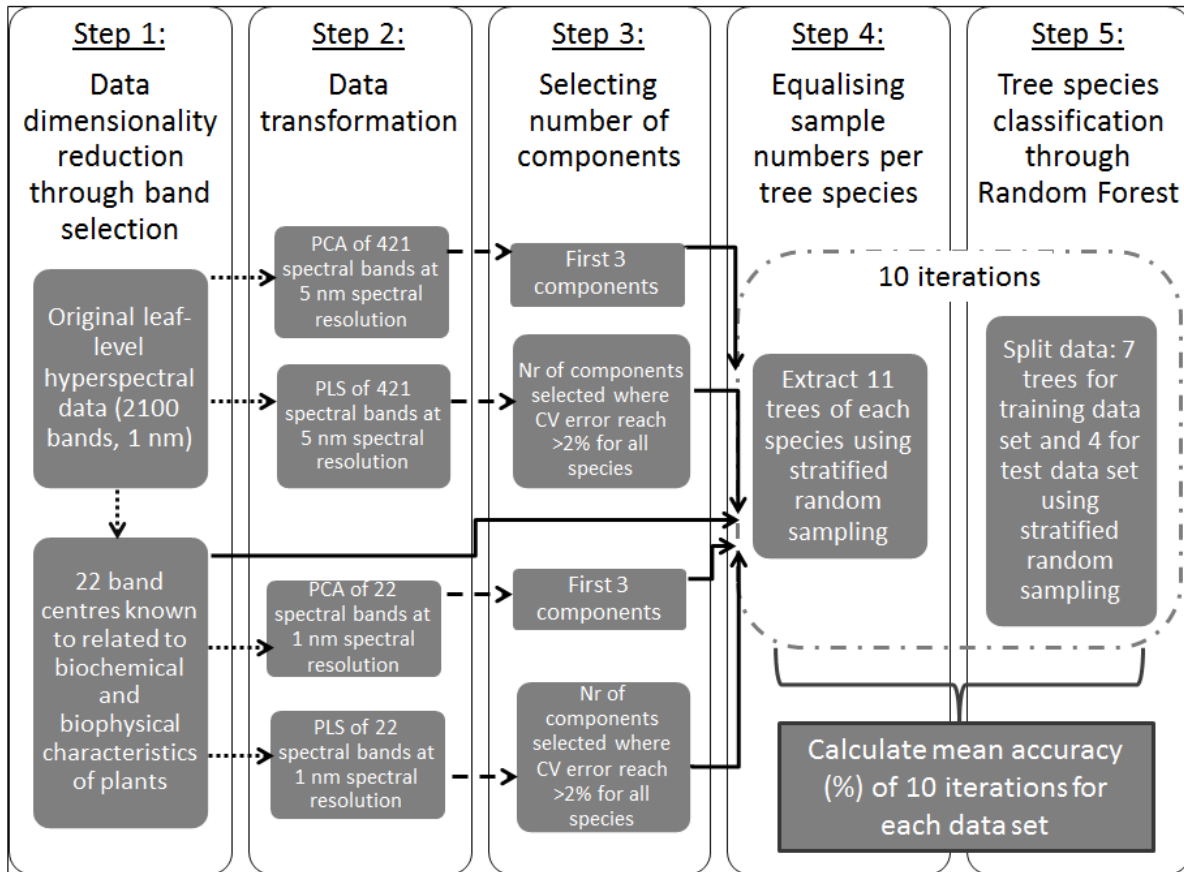 Step 1:
Data
dimensionality
reduction
through band
selection
Original leaf-
level
hyperspectral
data (2100
bands, 1 nm)
22 band
centres known
to related to
biochemical
and
biophysical
characteristics
of plants
Step 2:
Data
transformation
PCA of 421
spectral bands at
5 nm spectral
resolution
PLS of 421
spectral bands at
5 nm spectral
resolution
PCA of 22
spectral bands at
1 nm spectral
resolution
PLS of 22
spectral bands at
1 nm spectral
resolution
Step 3:
Selecting
number of
components
First 3
components
Nr of components
selected where
CV error reach
>2% for all
species
First 3
components
Nr of
components
selected where
CV error reach
>2% for all
species
Step 4:
Equalising
sample
numbers per
tree species
Step 5:
Tree species
classification
through
Random Forest
10 iterations
Extract 11
trees of each
species using
stratified
random
sampling
Split data: 7
trees for
training data
set and 4 for
test data set
using
stratified
random
sampling
Calculate mean accuracy
(%) of 10 iterations for
each data set